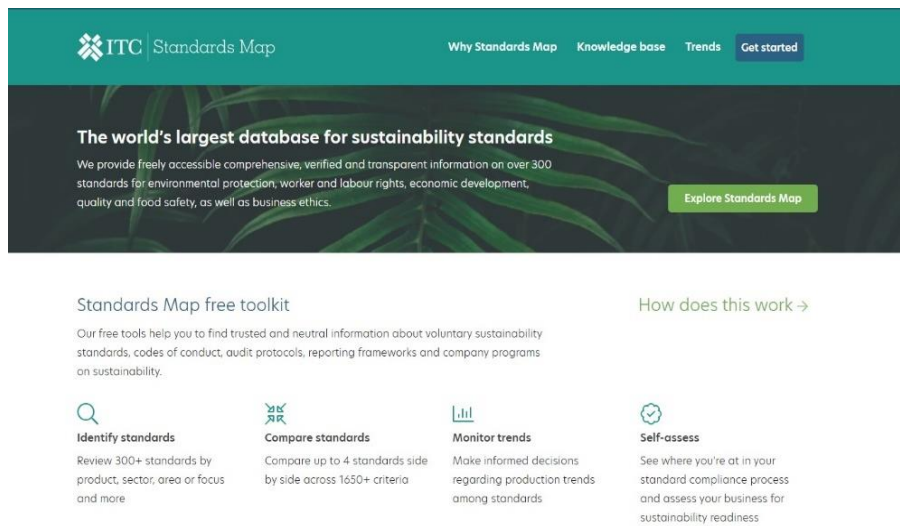 ITC Standards Map
Why Standards Map Knowledge base Trends Get started
The world's largest database for sustainability standards
We provide freely accessible comprehensive, verified and transparent information on over 300
standards for environmental protection, worker and labour rights, economic development,
quality and food safety, as well as business ethics.
Explore Standards Map
Standards Map free toolkit
How does this work →
Our free tools help you to find trusted and neutral information about voluntary sustainability
standards, codes of conduct, audit protocols, reporting frameworks and company programs
on sustainability.
Identify standards
Review 300+ standards by
product, sector, area or focus
and more
Compare standards
Compare up to 4 standards side
by side across 1650+ criteria
Monitor trends
Make informed decisions
regarding production trends
among standards
Self-assess
See where you're at in your
standard compliance process
and assess your business for
sustainability readiness